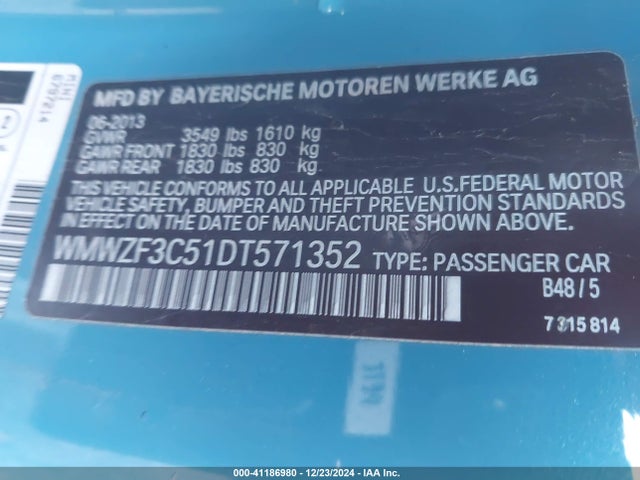 MFD BY BAYERISCHE MOTOREN WERKE AG
06-2013
GVWR 3549 lbs 1610 kg
GAWR FRONT 1830 lbs 830 kg
GAWR REAR 1830 lbs 830 kg
THIS VEHICLE CONFORMS TO ALL APPLICABLE U.S.FEDERAL MOTOR
VEHICLE SAFETY, BUMPER AND THEFT PREVENTION STANDARDS
IN EFFECT ON THE DATE OF MANUFACTURE SHOWN ABOVE.
WMWZF3C51DT571352 TYPE: PASSENGER CAR
B48/5
7315814
MINI
6797214
000-41186980 - 12/23/2024 - IAA Inc.